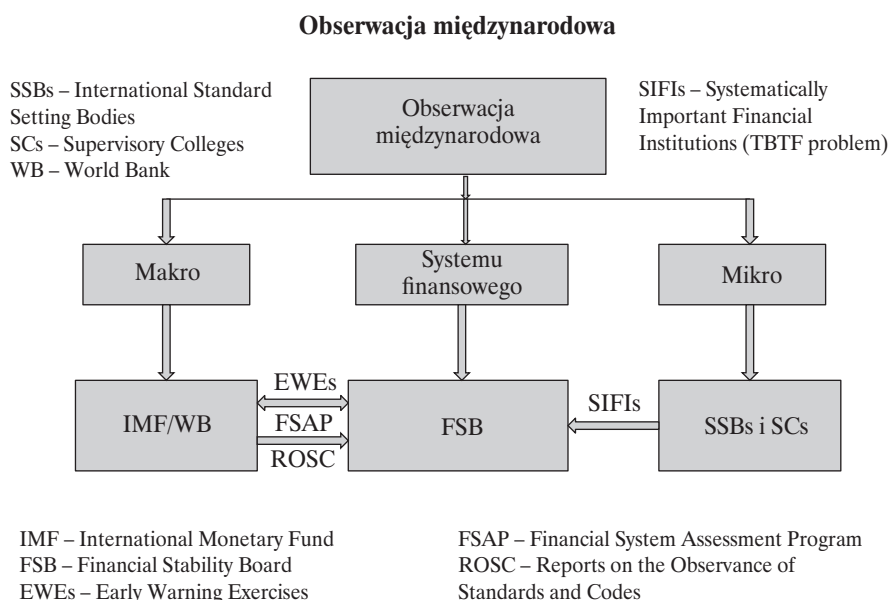 Obserwacja międzynarodowa
SSBs – International Standard
Setting Bodies
SCs – Supervisory Colleges
WB – World Bank
Obserwacja
międzynarodowa
SIFIs – Systematically
Important Financial
Institutions (TBTF problem)
Makro
Systemu
finansowego
Mikro
IMF/WB
EWEs
FSAP
ROSC
FSB
SIFIs
SSBs i SCs
IMF – International Monetary Fund
FSB – Financial Stability Board
EWEs – Early Warning Exercises
FSAP – Financial System Assessment Program
ROSC – Reports on the Observance of
Standards and Codes